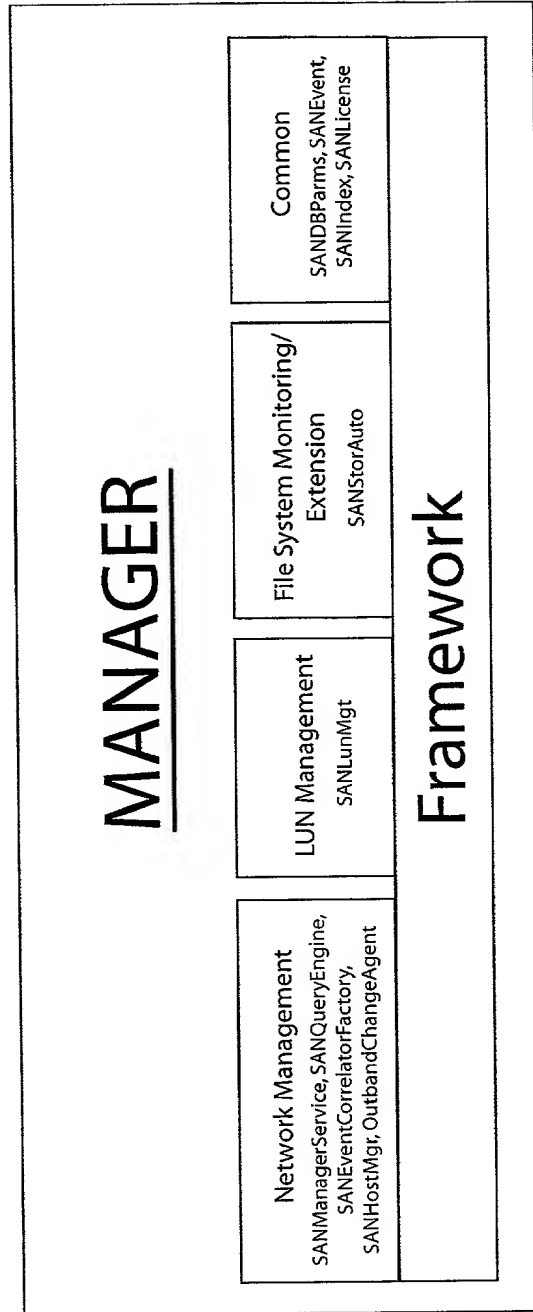 MANAGER
Network Management
SANManagerService, SANQueryEngine,
SANEventCorrelatorFactory,
SANHostMgr, OutbandChangeAgent
LUN Management
SANLunMgt
File System Monitoring/
Extension
SANStorAuto
Common
SANDBParms, SANEvent,
SANIndex, SANLicense
Framework